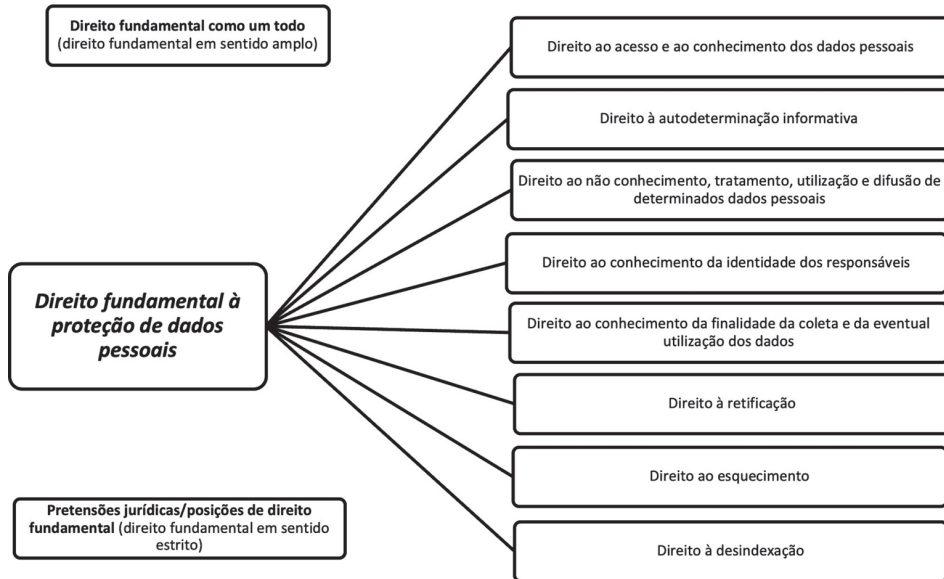 Direito fundamental como um todo
(direito fundamental em sentido amplo)
Direito ao acesso e ao conhecimento dos dados pessoais
Direito à autodeterminação informativa
Direito ao não conhecimento, tratamento, utilização e difusão de
determinados dados pessoais
Direito fundamental à
proteção de dados
pessoais
Direito ao conhecimento da identidade dos responsáveis
Direito ao conhecimento da finalidade da coleta e da eventual
utilização dos dados
Direito à retificação
Direito ao esquecimento
Pretensões jurídicas/posições de direito
fundamental (direito fundamental em sentido
estrito)
Direito à desindexação